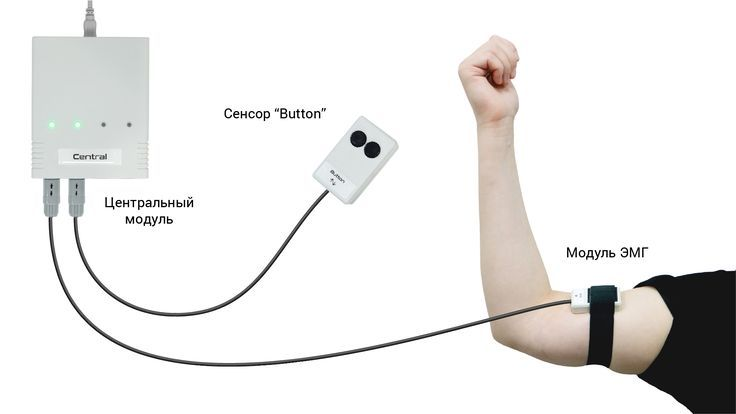 Сенсор “Button”
Central
Button
Центральный
модуль
Модуль ЭМГ